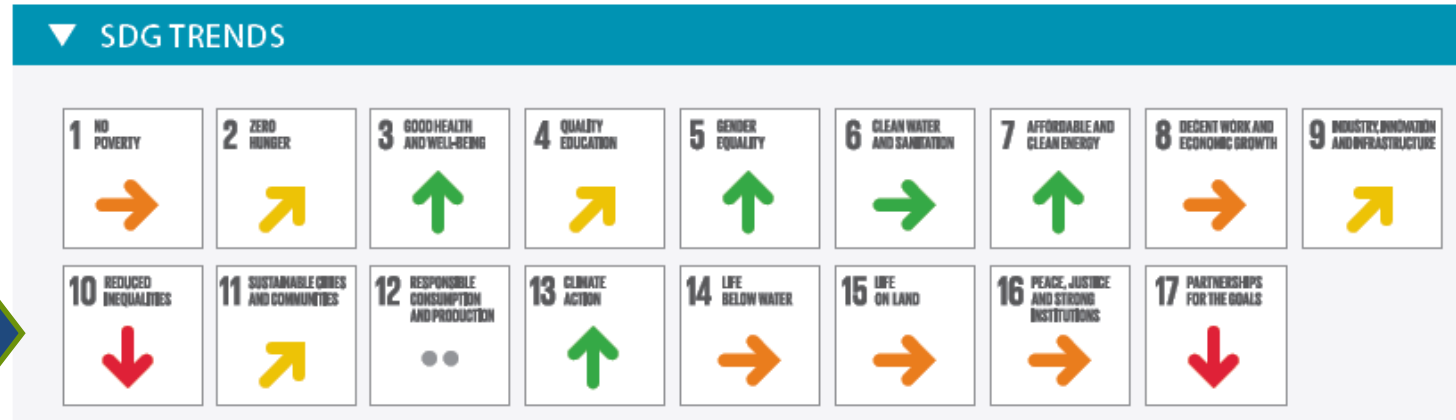 SDG TRENDS
1 NO POVERTY
2 ZERO HUNGER
3 GOOD HEALTH AND WELL-BEING
4 QUALITY EDUCATION
5 GENDER EQUALITY
6 CLEAN WATER AND SANITATION
7 AFFORDABLE AND CLEAN ENERGY
8 DECENT WORK AND ECONOMIC GROWTH
9 INDUSTRY, INNOVATION AND INFRASTRUCTURE
10 REDUCED INEQUALITIES
11 SUSTAINABLE CITIES AND COMMUNITIES
12 RESPONSIBLE CONSUMPTION AND PRODUCTION
13 CLIMATE ACTION
14 LIFE BELOW WATER
15 LIFE ON LAND
16 PEACE, JUSTICE AND STRONG INSTITUTIONS
17 PARTNERSHIPS FOR THE GOALS